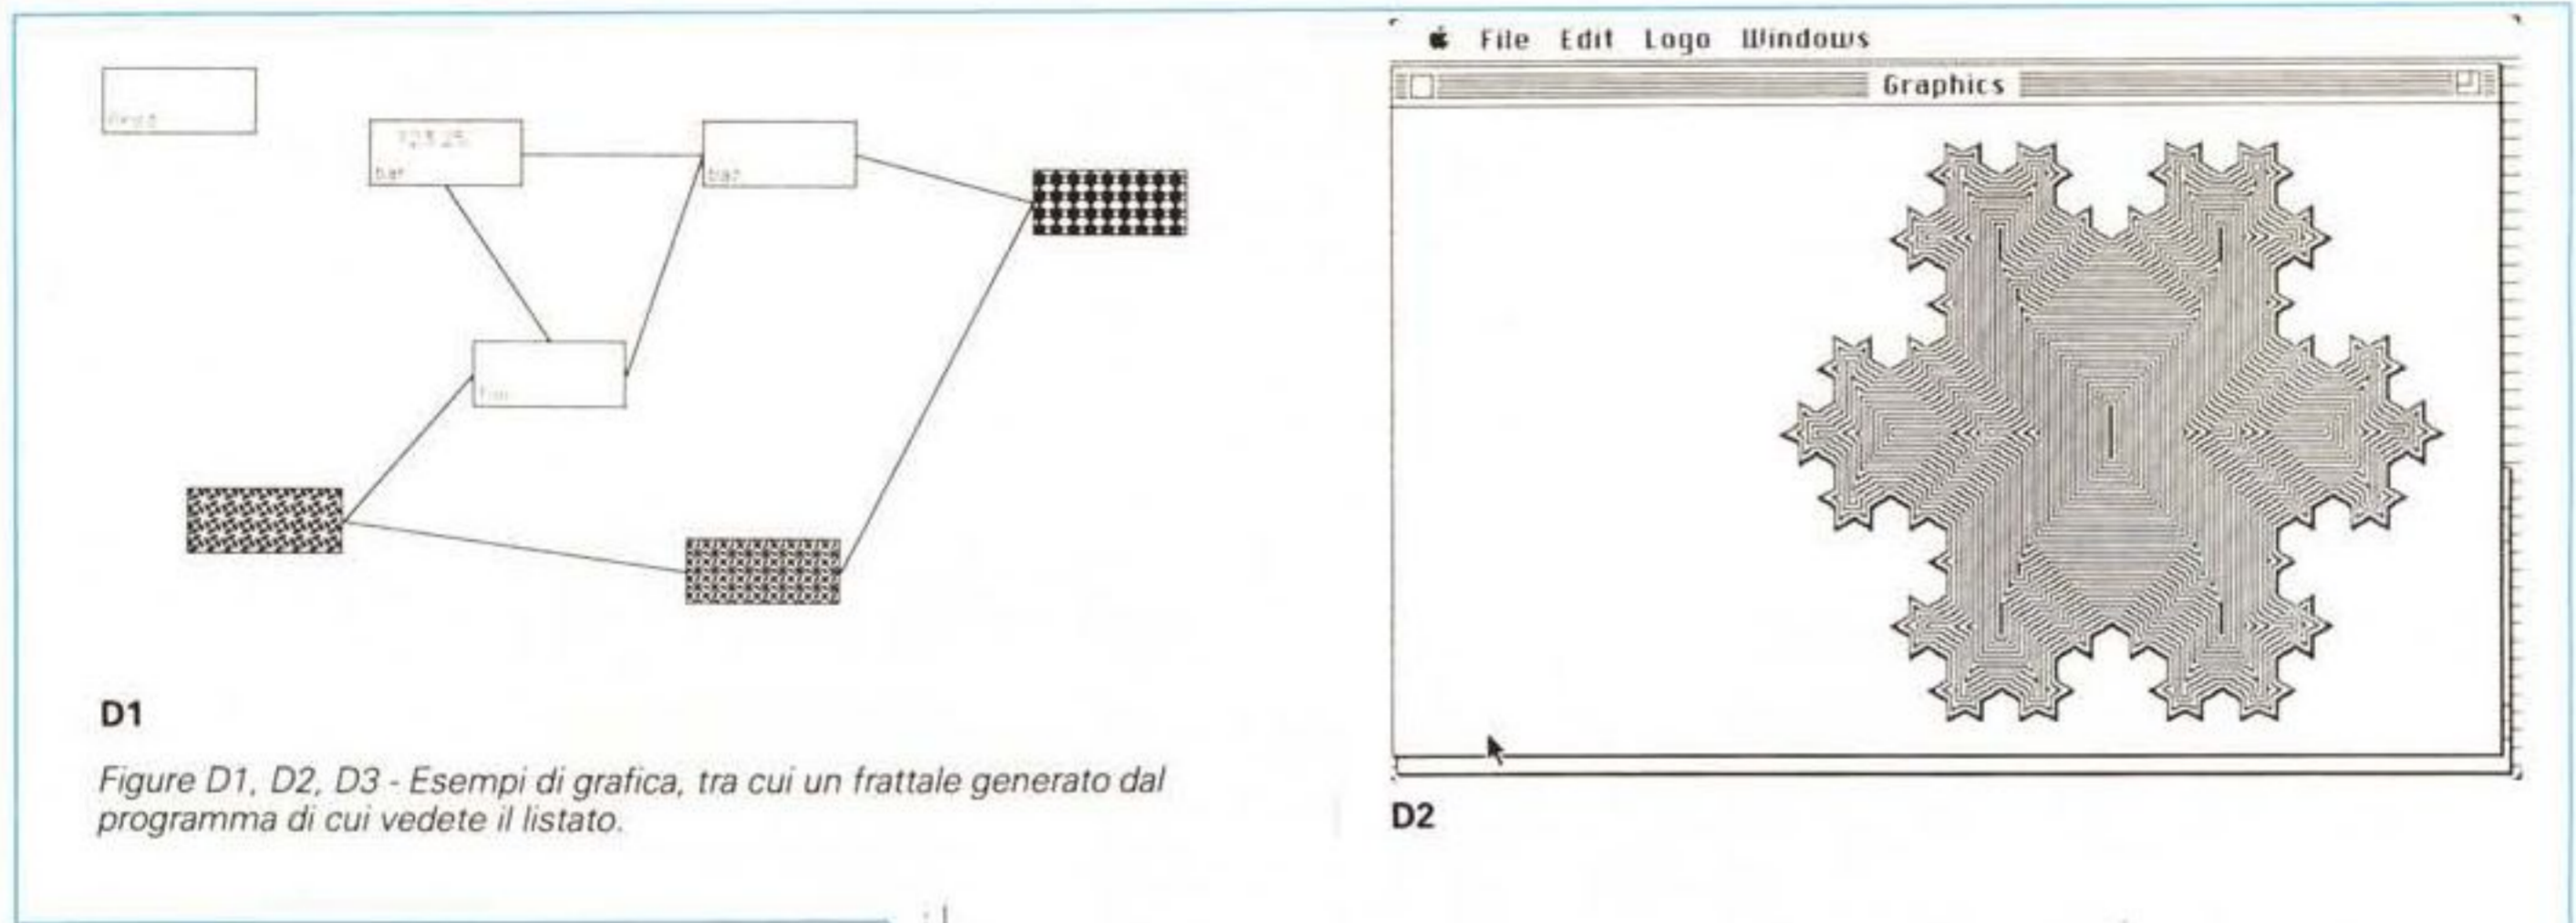 bar
D1
Figure D1, D2, D3 - Esempi di grafica, tra cui un frattale generato dal
programma di cui vedete il listato.
File Edit Logo Windows
Graphics
D2